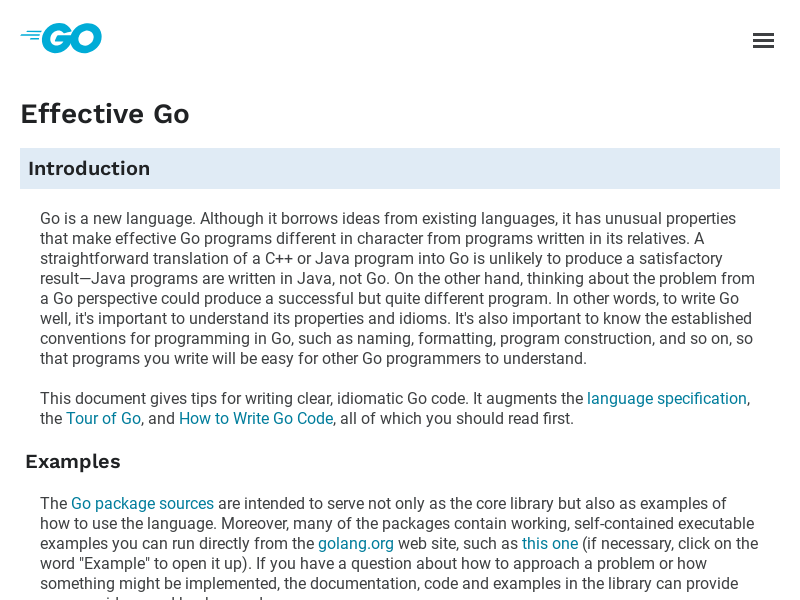 GO
Effective Go
Introduction
Go is a new language. Although it borrows ideas from existing languages, it has unusual properties
that make effective Go programs different in character from programs written in its relatives. A
straightforward translation of a C++ or Java program into Go is unlikely to produce a satisfactory
result—Java programs are written in Java, not Go. On the other hand, thinking about the problem from
a Go perspective could produce a successful but quite different program. In other words, to write Go
well, it's important to understand its properties and idioms. It's also important to know the established
conventions for programming in Go, such as naming, formatting, program construction, and so on, so
that programs you write will be easy for other Go programmers to understand.
This document gives tips for writing clear, idiomatic Go code. It augments the language specification,
the Tour of Go, and How to Write Go Code, all of which you should read first.
Examples
The Go package sources are intended to serve not only as the core library but also as examples of
how to use the language. Moreover, many of the packages contain working, self-contained executable
examples you can run directly from the golang.org web site, such as this one (if necessary, click on the
word "Example" to open it up). If you have a question about how to approach a problem or how
something might be implemented, the documentation, code and examples in the library can provide